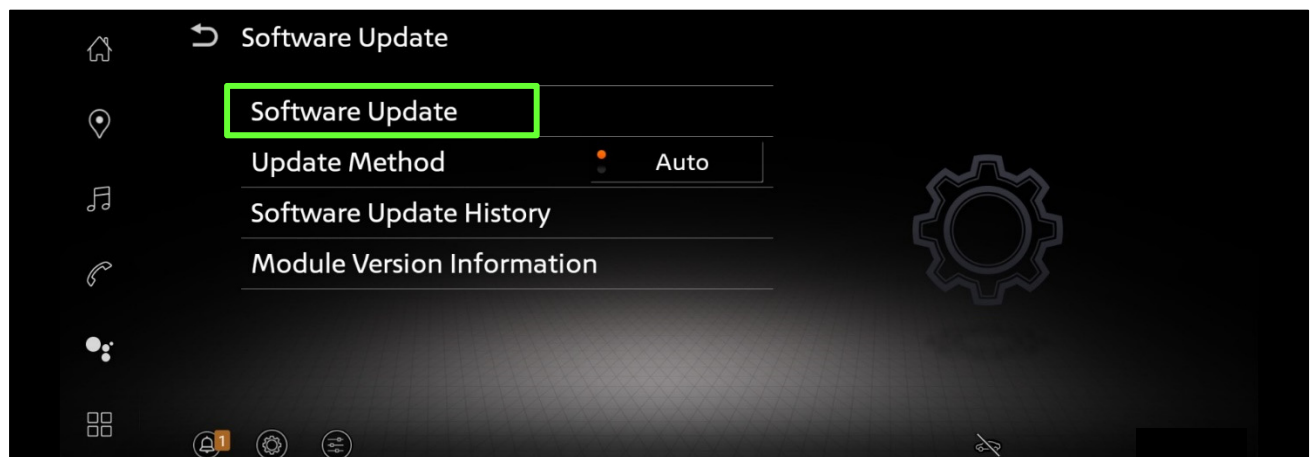 Software Update
Software Update
Update Method Auto
Software Update History
Module Version Information
1